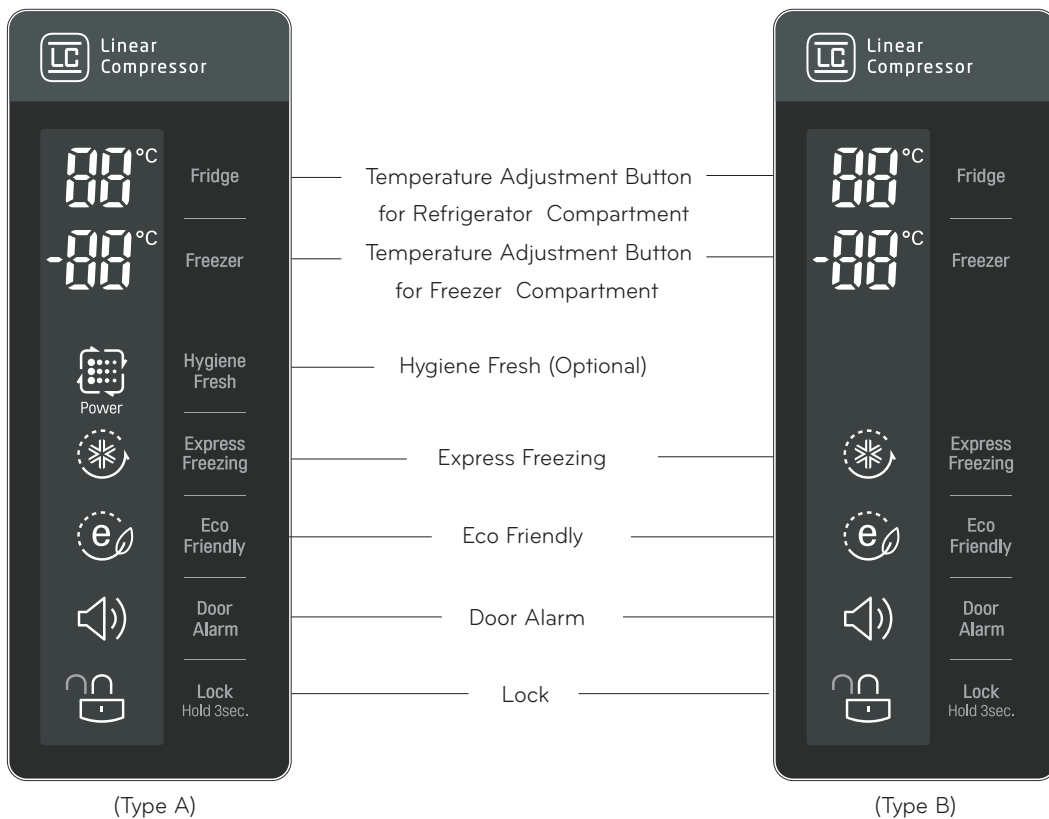 LC Linear
Compressor
88 °C
Fridge
-88 °C
Freezer
Hygiene
Fresh
Power
Express
Freezing
e
Eco
Friendly
Door
Alarm
Lock
Hold 3sec.
(Type A)
Temperature Adjustment Button
for Refrigerator Compartment
Temperature Adjustment Button
for Freezer Compartment
Hygiene Fresh (Optional)
Express Freezing
Eco Friendly
Door Alarm
Lock
LC Linear
Compressor
88 °C
Fridge
-88 °C
Freezer
Express
Freezing
e
Eco
Friendly
Door
Alarm
Lock
Hold 3sec.
(Type B)